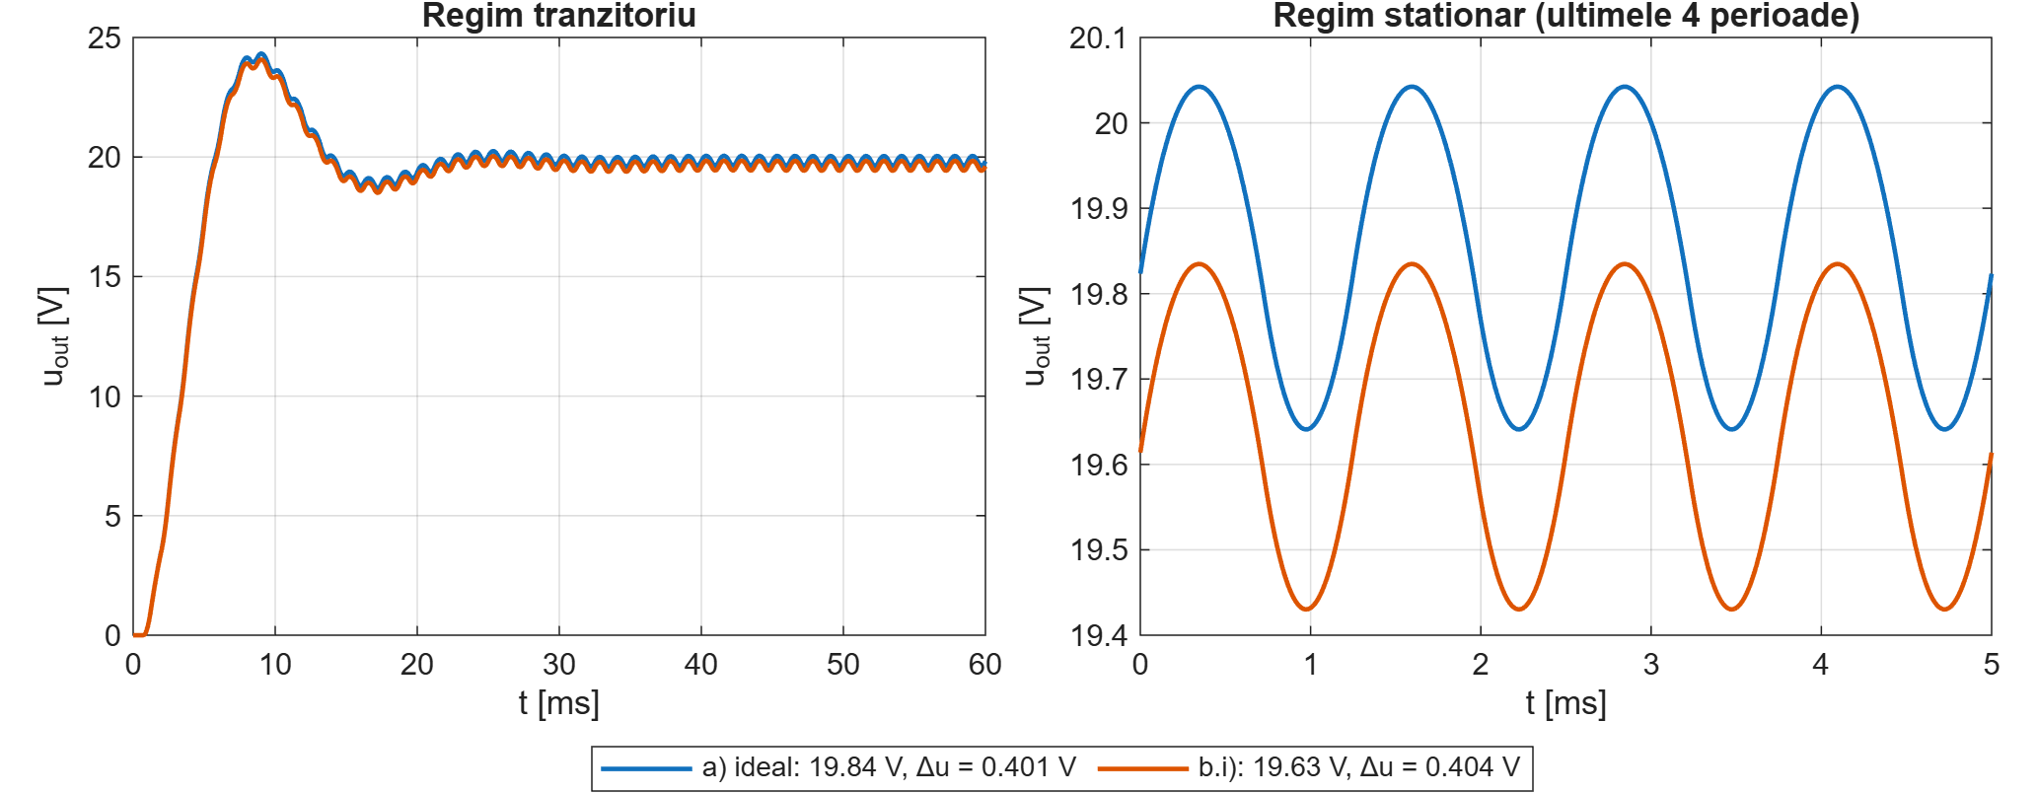 Regim tranzitoriu
25
20
15
10
5
0
0 10 20 30 40 50 60
t [ms]
u_out [V]
Regim stationar (ultimele 4 perioade)
20.1
20
19.9
19.8
19.7
19.6
19.5
19.4
0 1 2 3 4 5
t [ms]
u_out [V]
a) ideal: 19.84 V, Δu = 0.401 V b.i): 19.63 V, Δu = 0.404 V